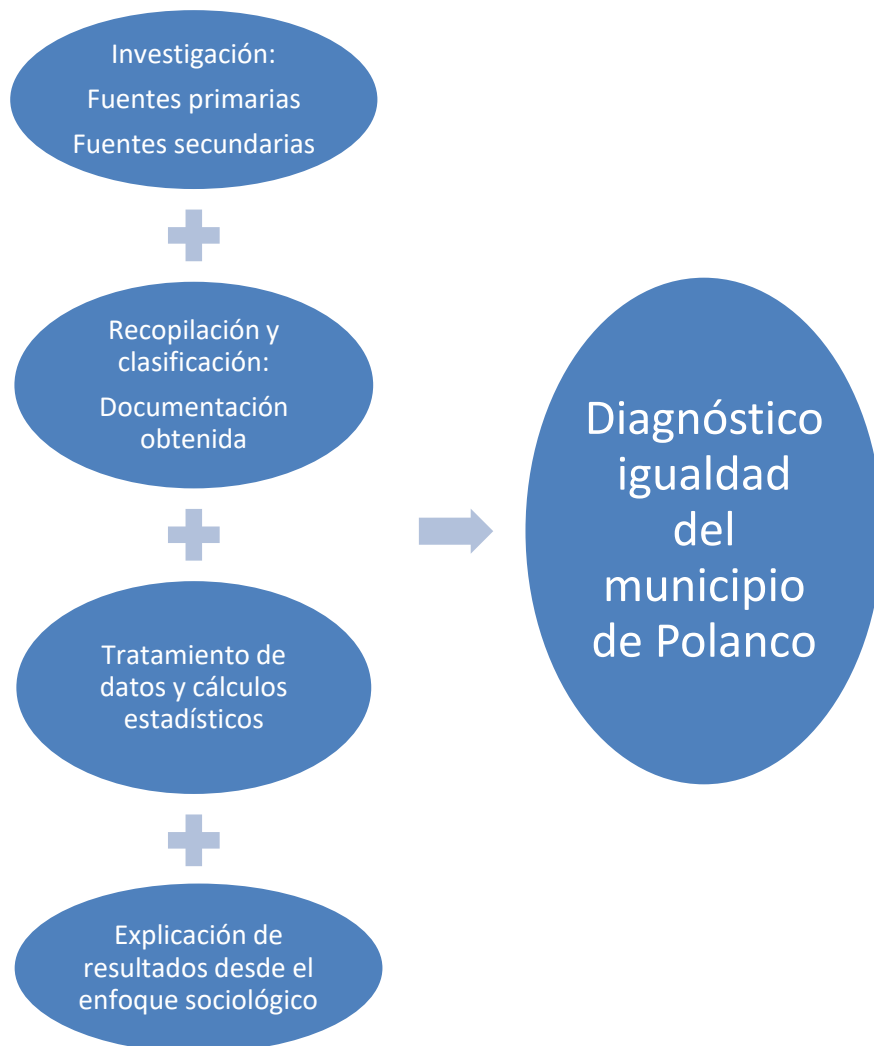 Investigación:
Fuentes primarias
Fuentes secundarias
Recopilación y
clasificación:
Documentación
obtenida
Tratamiento de
datos y cálculos
estadísticos
Explicación de
resultados desde el
enfoque sociológico
Diagnóstico
igualdad
del
municipio
de Polanco